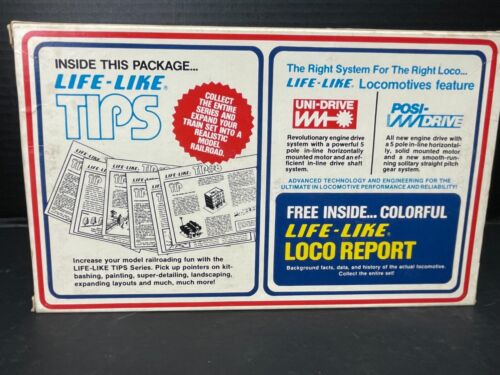 INSIDE THIS PACKAGE...
LIFE-LIKE®
TIPS
COLLECT
THE ENTIRE
SERIES AND
EXPAND YOUR
TRAIN SET INTO A
REALISTIC
MODEL
RAILROAD.
LIFE-LIKE TIPS
TIP
Increase your model railroading fun with the
LIFE-LIKE TIPS Series. Pick up pointers on kit-
bashing, painting, super-detailing, landscaping,
expanding layouts and much, much more!
The Right System For The Right Loco...
LIFE-LIKE® Locomotives feature
UNI-DRIVE
Revolutionary engine drive
system with a powerful 5
pole in-line horizontally
mounted motor and an ef-
ficient in-line drive shaft
system.
POSI-
DRIVE
All new engine drive with
a 5 pole in-line horizontal-
ly, solid mounted motor
and a new smooth-run-
ning solitary straight pitch
gear system.
ADVANCED TECHNOLOGY AND ENGINEERING FOR THE
ULTIMATE IN LOCOMOTIVE PERFORMANCE AND RELIABILITY!
FREE INSIDE... COLORFUL
LIFE-LIKE®
LOCO REPORT
Background facts, data, and history of the actual locomotive.
Collect the entire set!